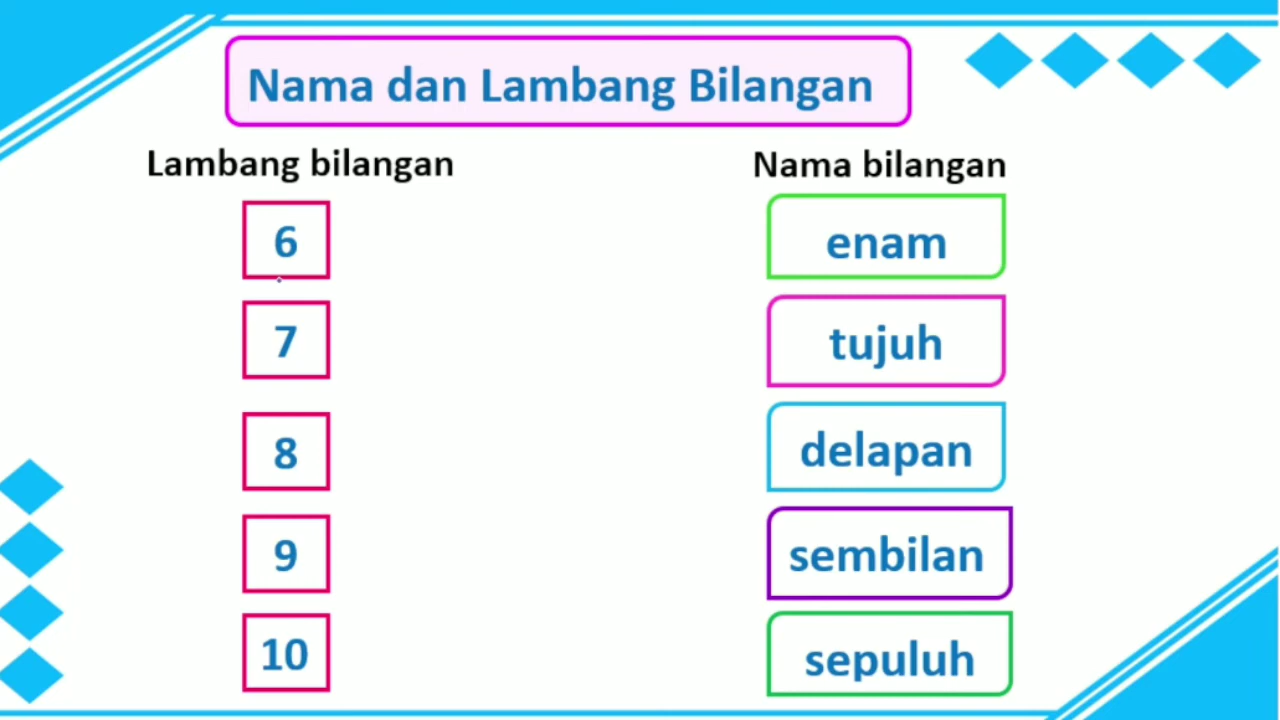 Nama dan Lambang Bilangan
Lambang bilangan Nama bilangan
6 enam
7 tujuh
8 delapan
9 sembilan
10 sepuluh